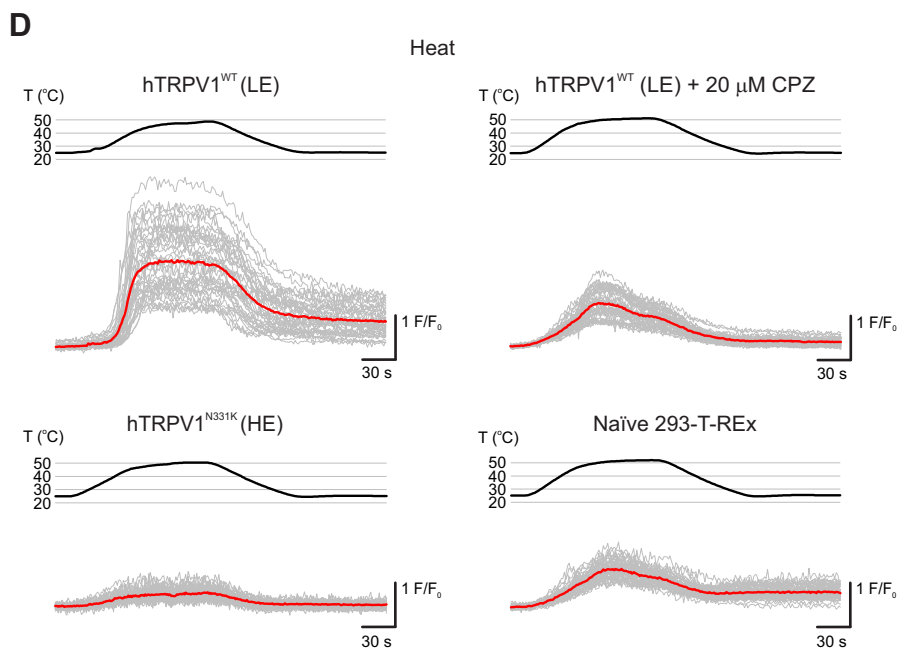 D
Heat
hTRPV1WT (LE)
T (°C)
50
40
30
20
1 F/F0
30 s
hTRPV1WT (LE) + 20 μM CPZ
T (°C)
50
40
30
20
1 F/F0
30 s
hTRPV1N331K (HE)
T (°C)
50
40
30
20
1 F/F0
30 s
Naïve 293-T-REx
T (°C)
50
40
30
20
1 F/F0
30 s